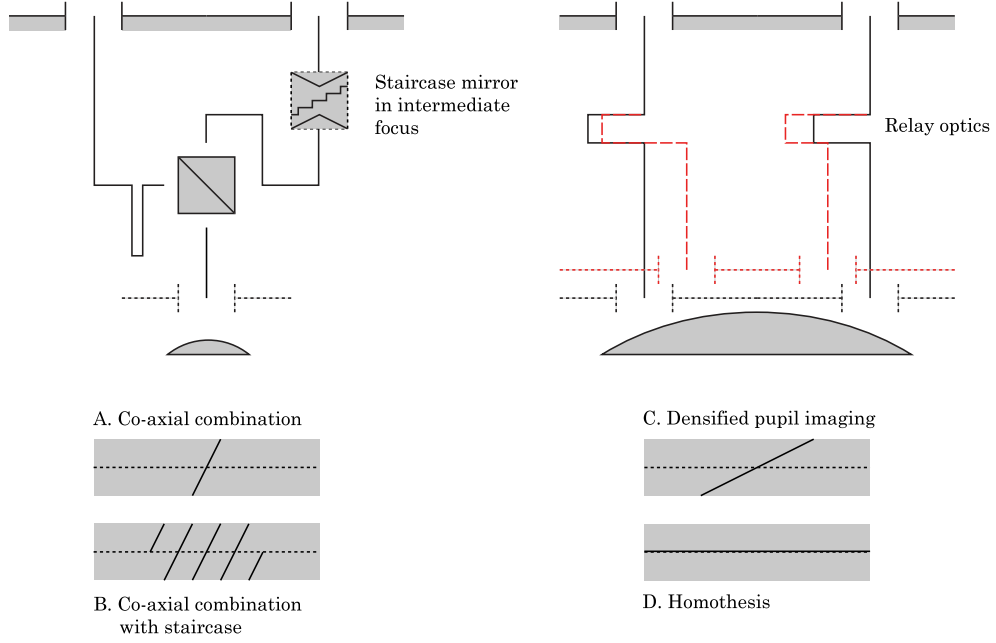 Staircase mirror
in intermediate
focus
Relay optics
A. Co-axial combination
B. Co-axial combination
with staircase
C. Densified pupil imaging
D. Homothesis